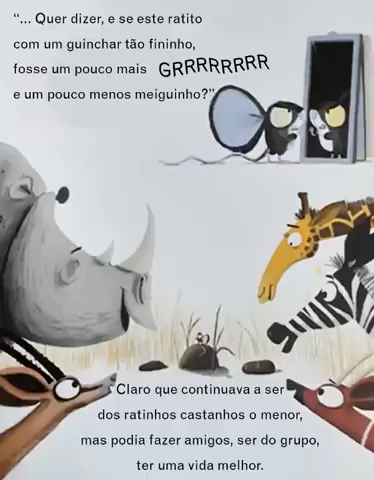 "... Quer dizer, e se este ratito
com um guinchar tão fininho,
fosse um pouco mais GRRRRRRRR
e um pouco menos meiguinho?"
Claro que continuava a ser
dos ratinhos castanhos o menor,
mas podia fazer amigos, ser do grupo,
ter uma vida melhor.